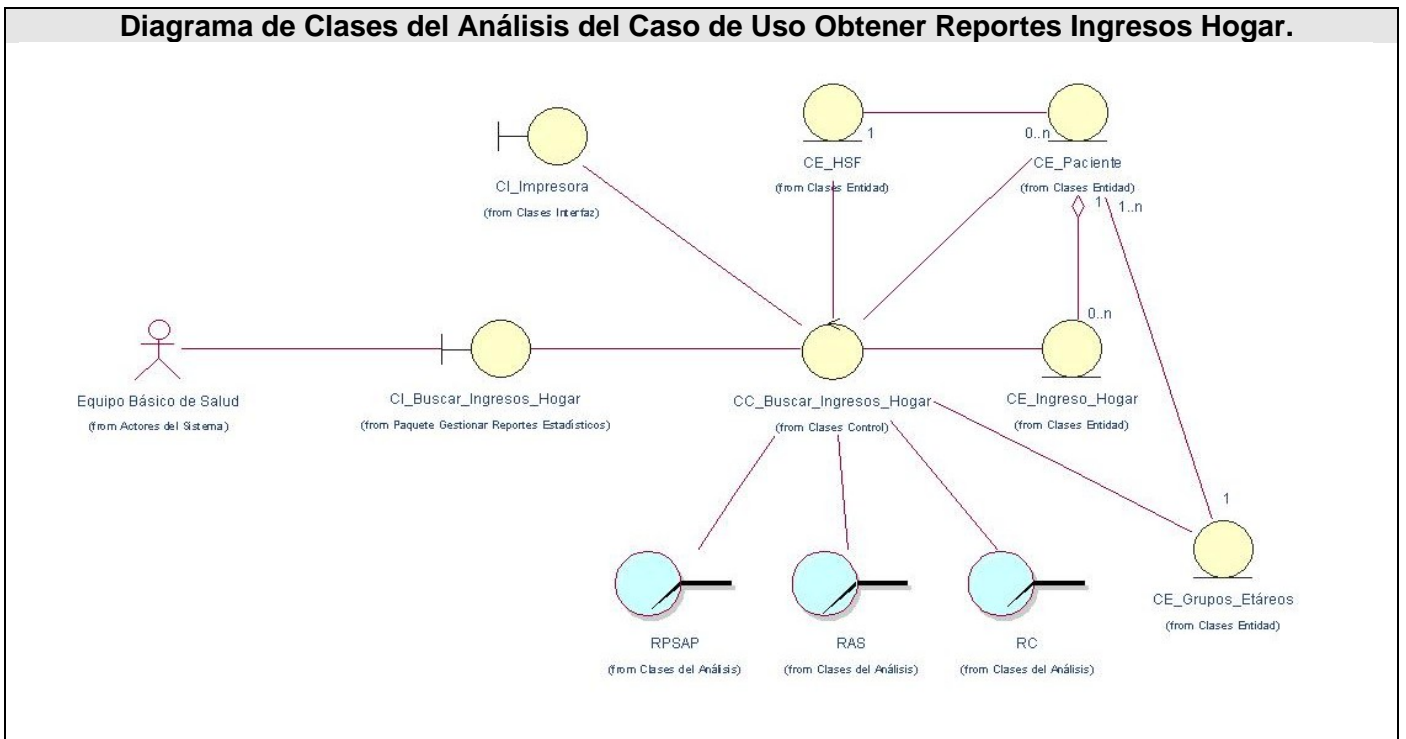 Diagrama de Clases del Análisis del Caso de Uso Obtener Reportes Ingresos Hogar.
1
0..n
CE_HSF
(from Clases Entidad)
CE_Paciente
(from Clases Entidad)
CI_Impresora
(from Clases Interfaz)
1
1..n
0..n
Equipo Básico de Salud
(from Actores del Sistema)
CI_Buscar_Ingresos_Hogar
(from Paquete Gestionar Reportes Estadísticos)
CC_Buscar_Ingresos_Hogar
(from Clases Control)
CE_Ingreso_Hogar
(from Clases Entidad)
1
CE_Grupos_Etáreos
(from Clases Entidad)
RPSAP
(from Clases del Análisis)
RAS
(from Clases del Análisis)
RC
(from Clases del Análisis)